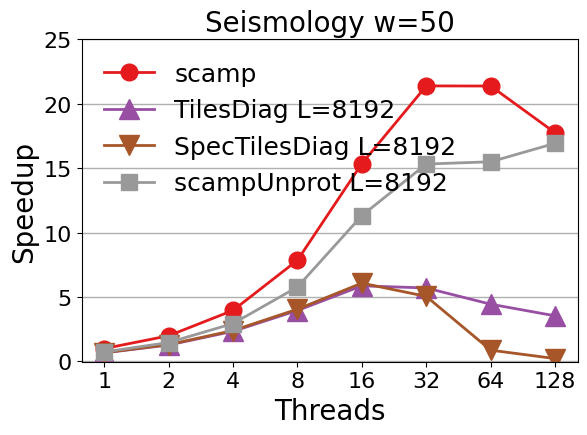 Seismology w=50
Speedup
25
20
15
10
5
0
scamp
TilesDiag L=8192
SpecTilesDiag L=8192
scampUnprot L=8192
1 2 4 8 16 32 64 128
Threads